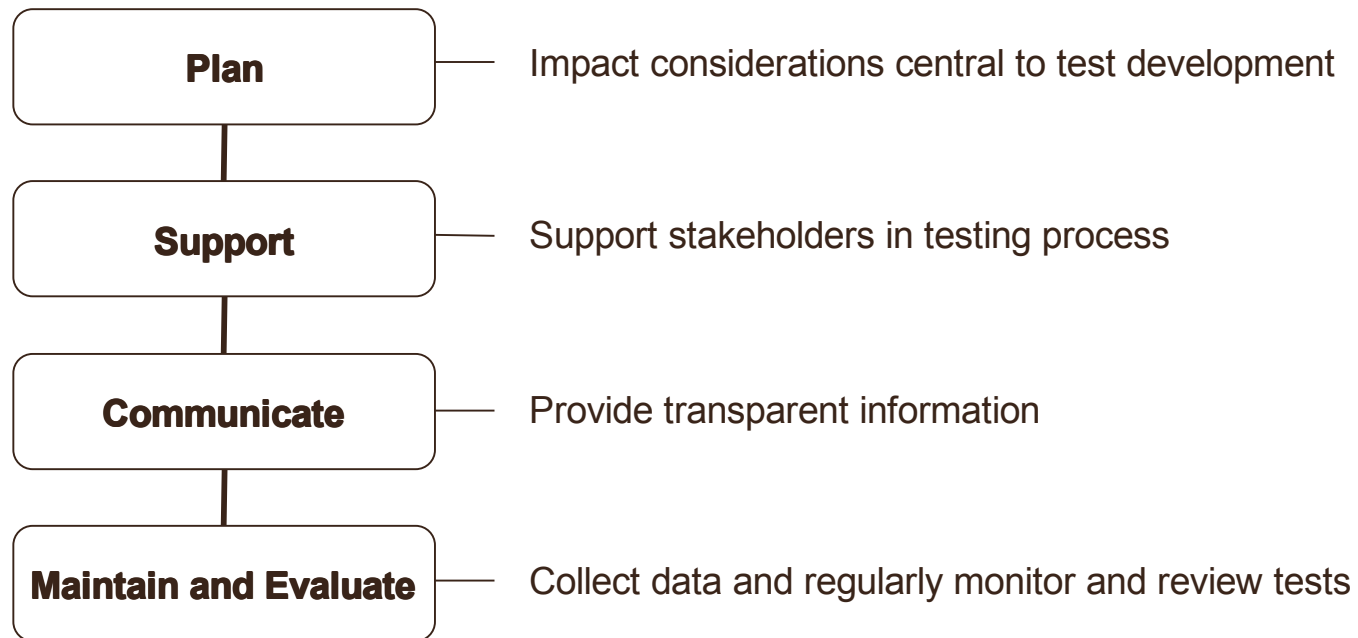 Plan
Impact considerations central to test development
Support
Support stakeholders in testing process
Communicate
Provide transparent information
Maintain and Evaluate
Collect data and regularly monitor and review tests